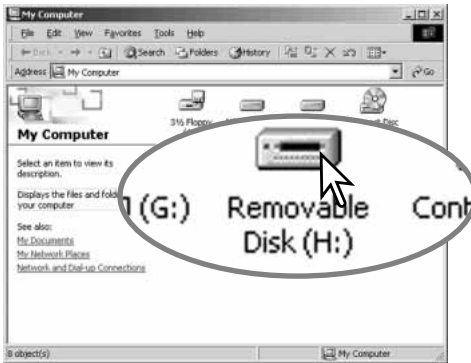 My Computer
File Edit View Favorites Tools Help
Back Search Folders History
Address My Computer Go
3½ Floppy
Disc
My Computer
Select an item to view its
description.
Displays the files and
your computer
See also:
My Documents
My Network Places
Network and Dial-up Connections
(G:)
Removable
Disk (H:)
Cont
8 object(s) My Computer